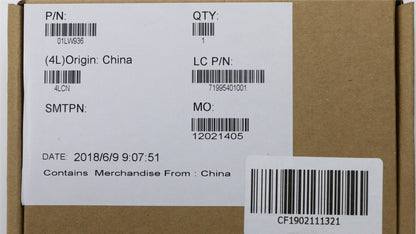 P/N: QTY:
01LW936 1
(4L)Origin: China LC P/N:
4LCN 71995401001
SMTPN: MO:
12021405
DATE: 2018/6/9 9:07:51
Contains Merchandise From : China
CF1902111321